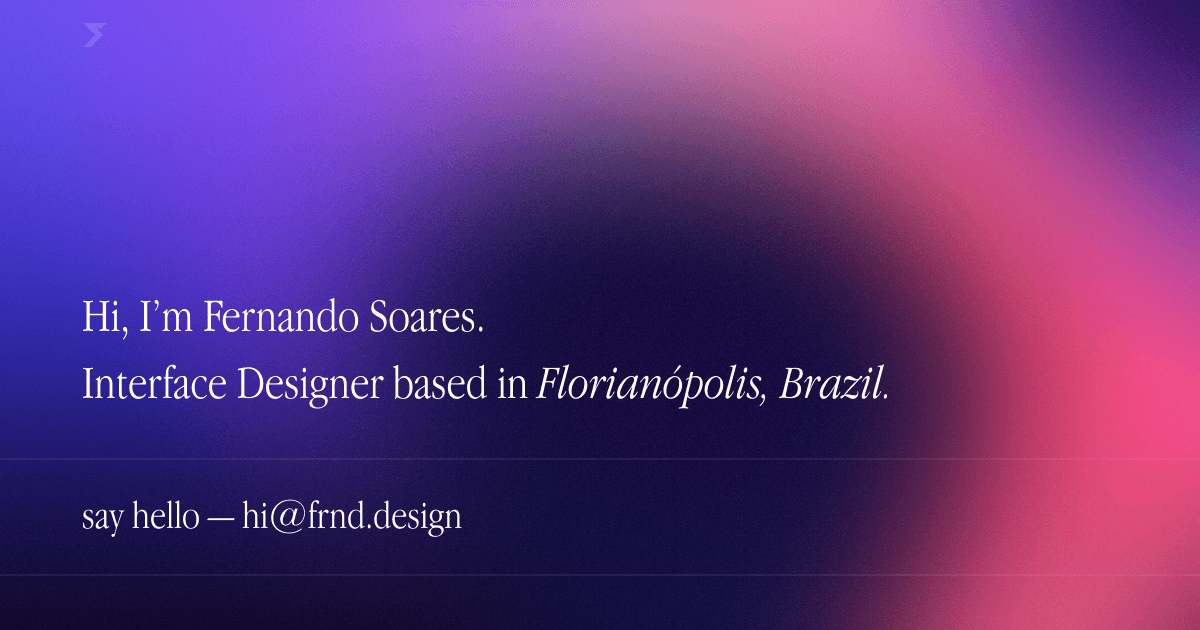 Hi, I’m Fernando Soares.
Interface Designer based in Florianópolis, Brazil.
say hello — hi@frnd.design